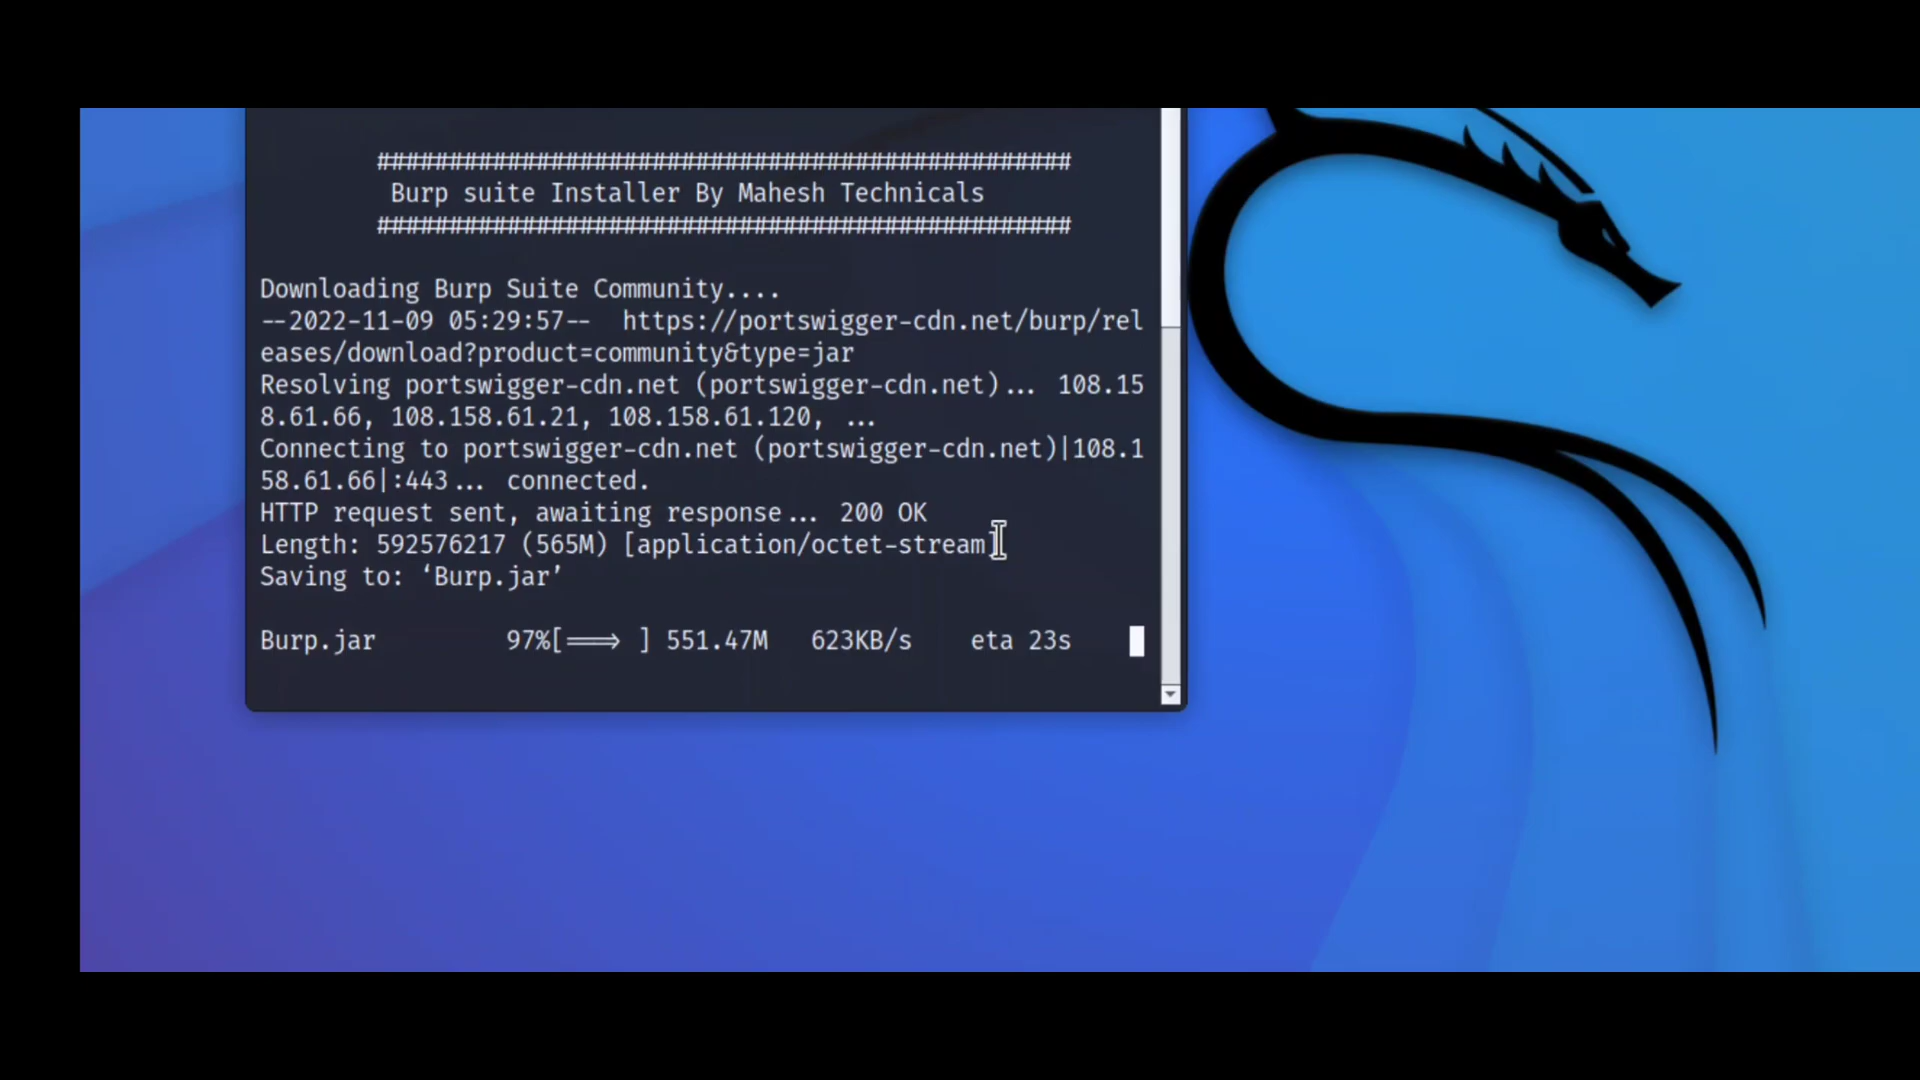 ################################################
Burp suite Installer By Mahesh Technicals
################################################
Downloading Burp Suite Community....
--2022-11-09 05:29:57--  https://portswigger-cdn.net/burp/rel
eases/download?product=community&type=jar
Resolving portswigger-cdn.net (portswigger-cdn.net)... 108.15
8.61.66, 108.158.61.21, 108.158.61.120, ...
Connecting to portswigger-cdn.net (portswigger-cdn.net)|108.1
58.61.66|:443... connected.
HTTP request sent, awaiting response... 200 OK
Length: 592576217 (565M) [application/octet-stream]
Saving to: ‘Burp.jar’
Burp.jar 97%[===> ] 551.47M 623KB/s eta 23s